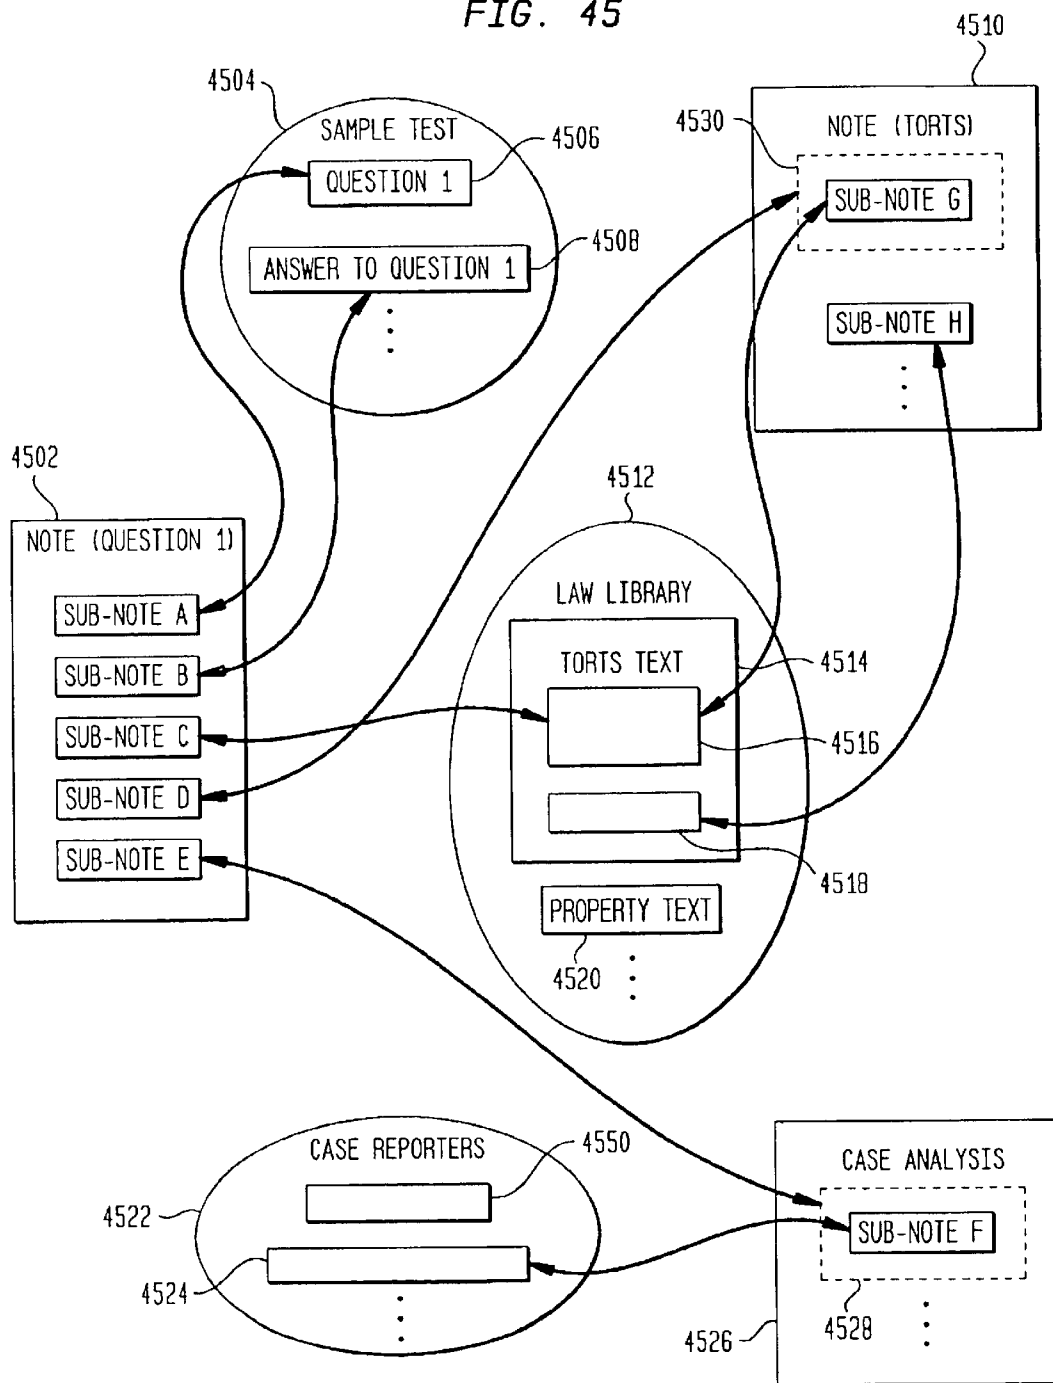 FIG. 45
4510
4504
SAMPLE TEST
4506
QUESTION 1
4508
ANSWER TO QUESTION 1
4530
NOTE (TORTS)
SUB-NOTE G
SUB-NOTE H
4502
NOTE (QUESTION 1)
SUB-NOTE A
SUB-NOTE B
SUB-NOTE C
SUB-NOTE D
SUB-NOTE E
4512
LAW LIBRARY
TORTS TEXT
4514
4516
4518
PROPERTY TEXT
4520
CASE REPORTERS
4550
4522
4524
CASE ANALYSIS
SUB-NOTE F
4526
4528